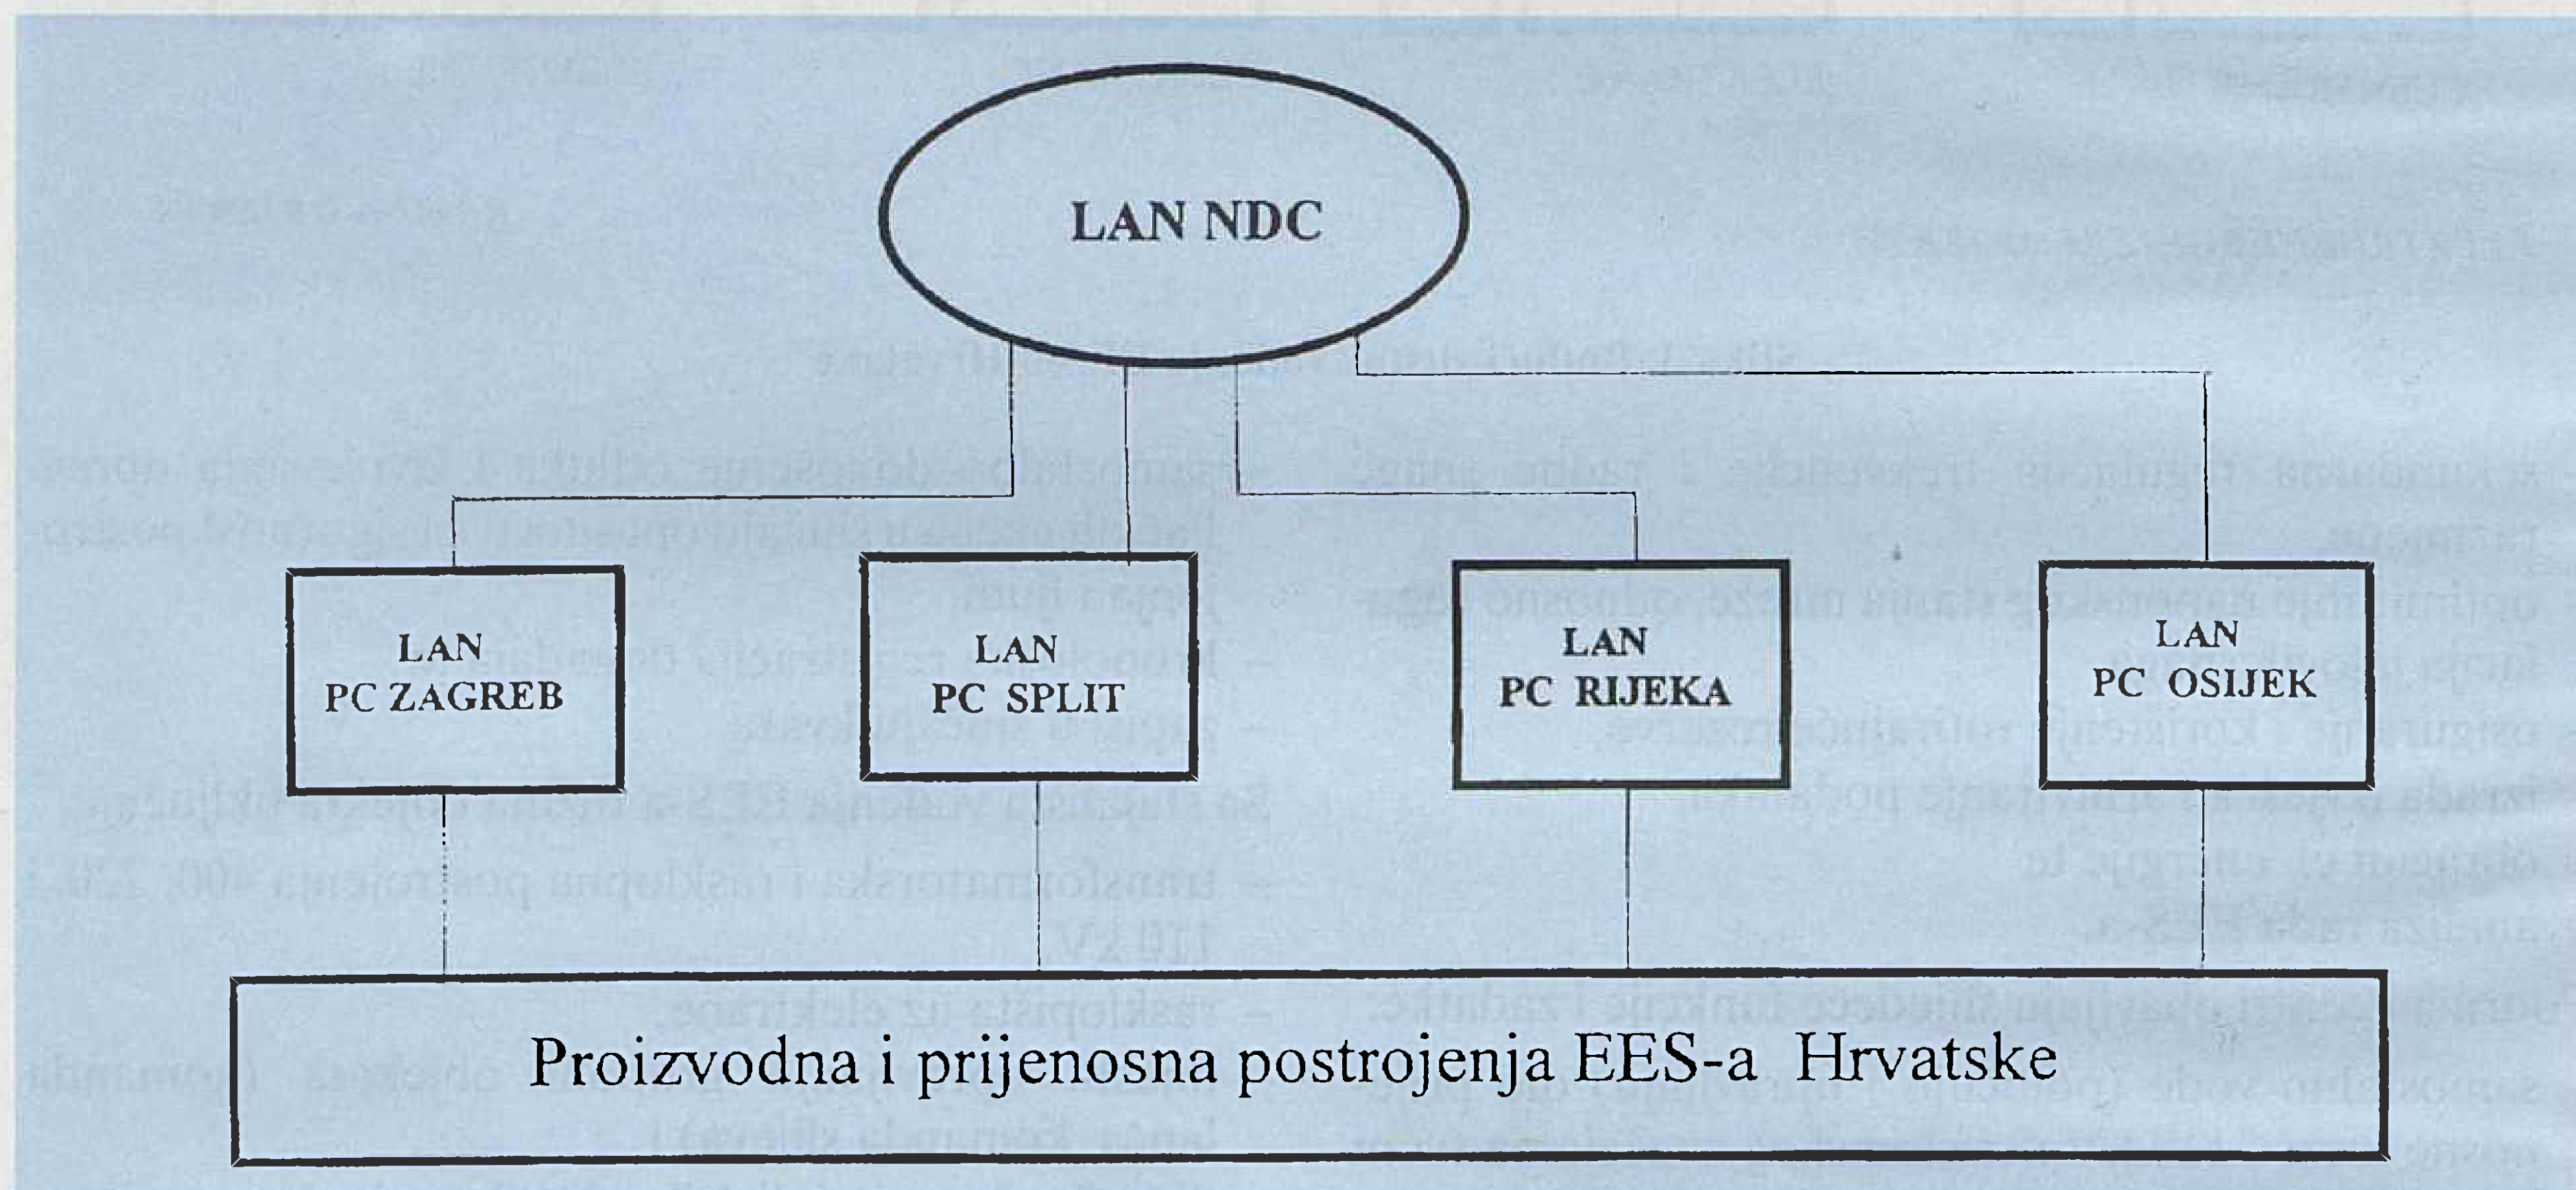 LAN NDC
LAN
PC ZAGREB
LAN
PC SPLIT
LAN
PC RIJEKA
LAN
PC OSIJEK
Proizvodna i prijenosna postrojenja EES-a Hrvatske